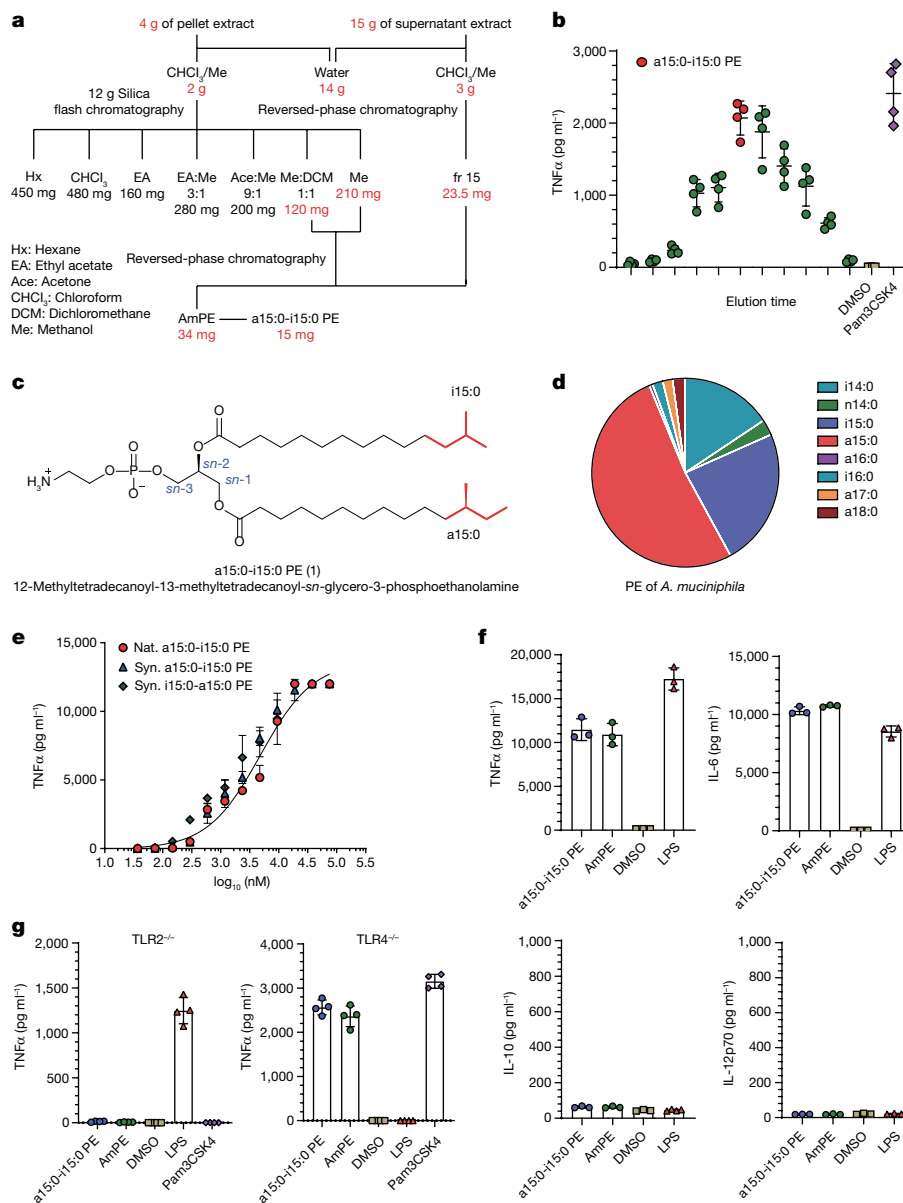 a
4 g of pellet extract
15 g of supernatant extract
CHCl₃/Me
2 g
Water
14 g
CHCl₃/Me
3 g
12 g Silica
flash chromatography
Reversed-phase chromatography
Hx
450 mg
CHCl₃
480 mg
EA
160 mg
EA:Me
3:1
280 mg
Ace:Me
9:1
200 mg
Me:DCM
1:1
120 mg
Me
210 mg
fr 15
23.5 mg
Hx: Hexane
EA: Ethyl acetate
Ace: Acetone
CHCl₃: Chloroform
DCM: Dichloromethane
Me: Methanol
Reversed-phase chromatography
AmPE
34 mg
a15:0-i15:0 PE
15 mg
b
a15:0-i15:0 PE
TNFα (pg ml⁻¹)
3,000
2,000
1,000
0
Elution time
DMSO
Pam3CSK4
c
i15:0
O
O
O
O
P
O
O⁻
H₃N⁺
sn-2
sn-1
sn-3
O
O
a15:0
a15:0-i15:0 PE (1)
12-Methyltetradecanoyl-13-methyltetradecanoyl-sn-glycero-3-phosphoethanolamine
d
i14:0
n14:0
i15:0
a15:0
a16:0
i16:0
a17:0
a18:0
PE of A. muciniphila
e
Nat. a15:0-i15:0 PE
Syn. a15:0-i15:0 PE
Syn. i15:0-a15:0 PE
TNFα (pg ml⁻¹)
15,000
10,000
5,000
0
1.0 1.5 2.0 2.5 3.0 3.5 4.0 4.5 5.0 5.5
log₁₀ (nM)
f
TNFα (pg ml⁻¹)
20,000
15,000
10,000
5,000
0
a15:0-i15:0 PE
AmPE
DMSO
LPS
IL-6 (pg ml⁻¹)
15,000
10,000
5,000
0
a15:0-i15:0 PE
AmPE
DMSO
LPS
IL-10 (pg ml⁻¹)
1,000
800
600
400
200
0
a15:0-i15:0 PE
AmPE
DMSO
LPS
IL-12p70 (pg ml⁻¹)
1,000
800
600
400
200
0
a15:0-i15:0 PE
AmPE
DMSO
LPS
g
TLR2⁻/⁻
TNFα (pg ml⁻¹)
2,000
1,500
1,000
500
0
a15:0-i15:0 PE
AmPE
DMSO
LPS
Pam3CSK4
TLR4⁻/⁻
TNFα (pg ml⁻¹)
4,000
3,000
2,000
1,000
0
a15:0-i15:0 PE
AmPE
DMSO
LPS
Pam3CSK4